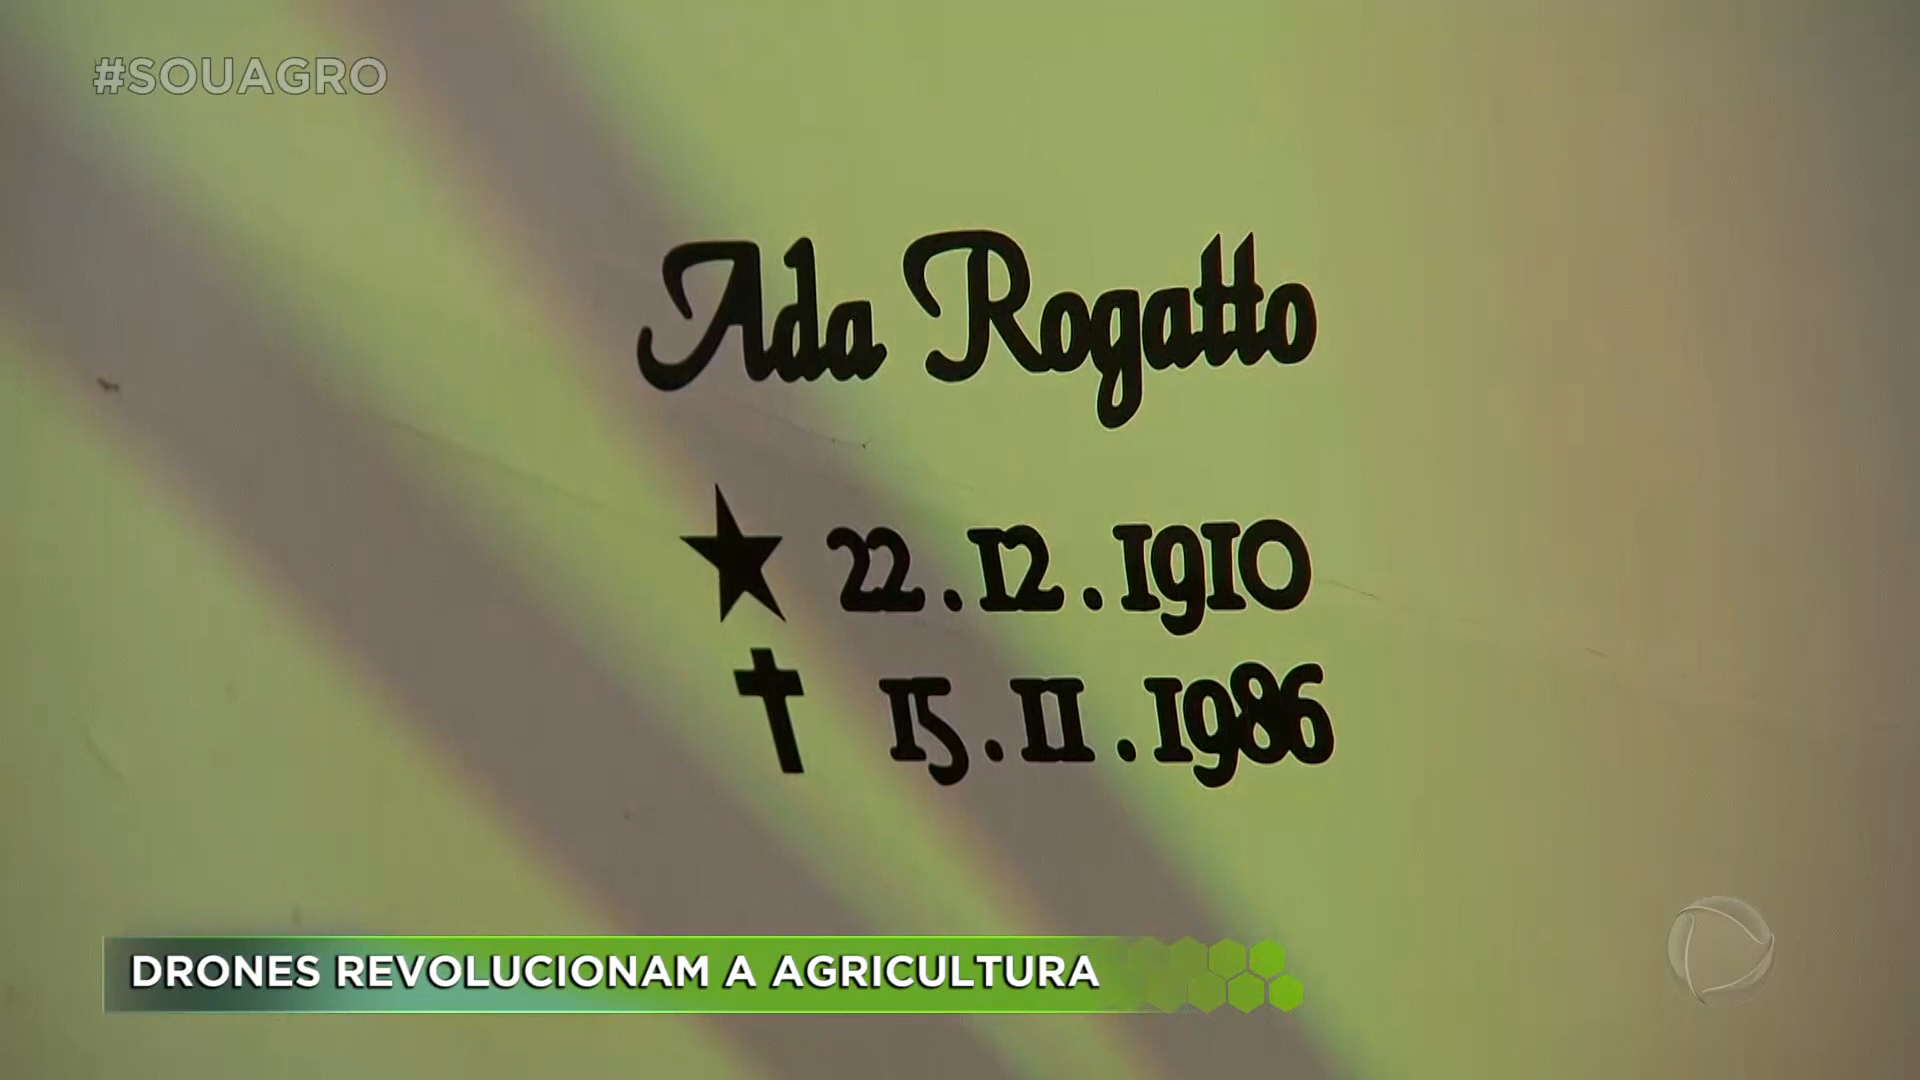 #SOUAGRO
Ada Rogatto
22.12.1910
15.11.1986
DRONES REVOLUCIONAM A AGRICULTURA